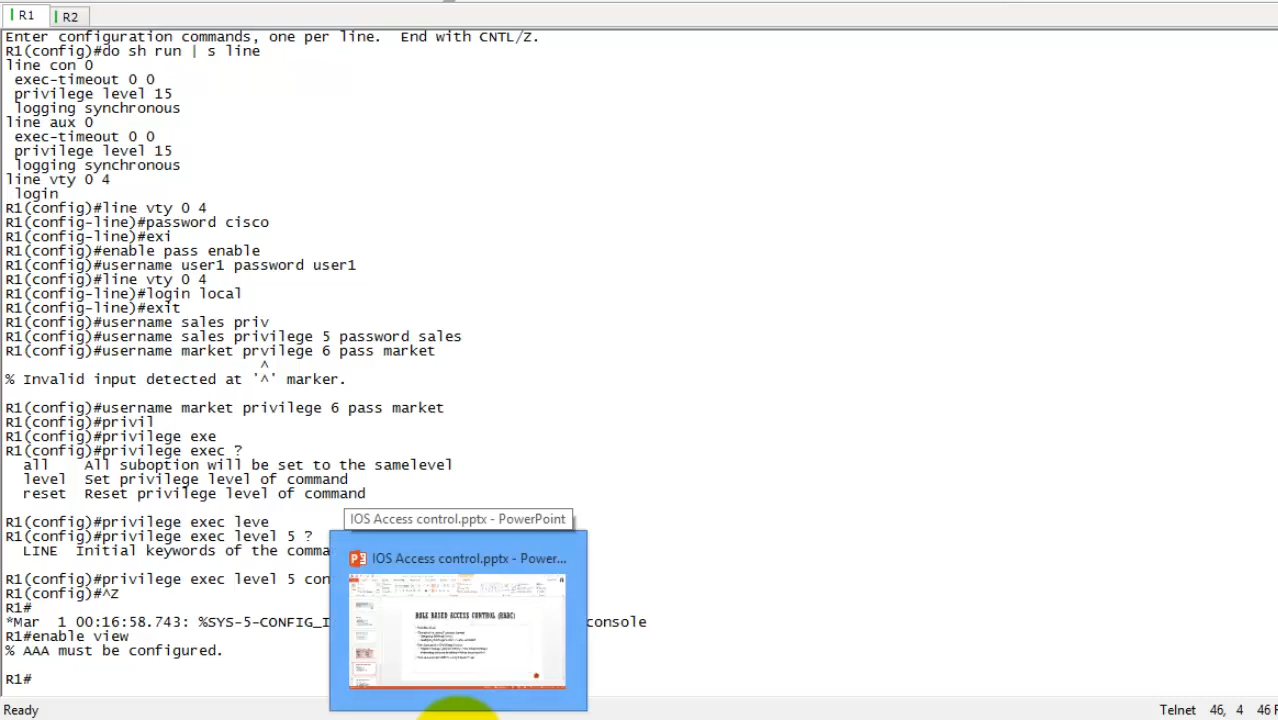 R1
R2
Enter configuration commands, one per line.  End with CNTL/Z.
R1(config)#do sh run | s line
line con 0
 exec-timeout 0 0
 privilege level 15
 logging synchronous
line aux 0
 exec-timeout 0 0
 privilege level 15
 logging synchronous
line vty 0 4
 login
R1(config)#line vty 0 4
R1(config-line)#password cisco
R1(config-line)#exi
R1(config)#enable pass enable
R1(config)#username user1 password user1
R1(config)#line vty 0 4
R1(config-line)#login local
R1(config-line)#exit
R1(config)#username sales priv
R1(config)#username sales privilege 5 password sales
R1(config)#username market prvilege 6 pass market
^
% Invalid input detected at '^' marker.
R1(config)#username market privilege 6 pass market
R1(config)#privil
R1(config)#privilege exe
R1(config)#privilege exec ?
  all    All suboption will be set to the samelevel
  level  Set privilege level of command
  reset  Reset privilege level of command
R1(config)#privilege exec leve
IOS Access control.pptx - PowerPoint
R1(config)#privilege exec level 5 ?
  LINE  Initial keywords of the comma
IOS Access control.pptx - Power...
R1(config)#privilege exec level 5 con
R1(config)#^Z
R1#
ROLE BASED ACCESS CONTROL (RBAC)
*Mar  1 00:16:58.743: %SYS-5-CONFIG_I console
R1#enable view
% AAA must be configured.
R1#
Ready
Telnet
46, 4
46 R